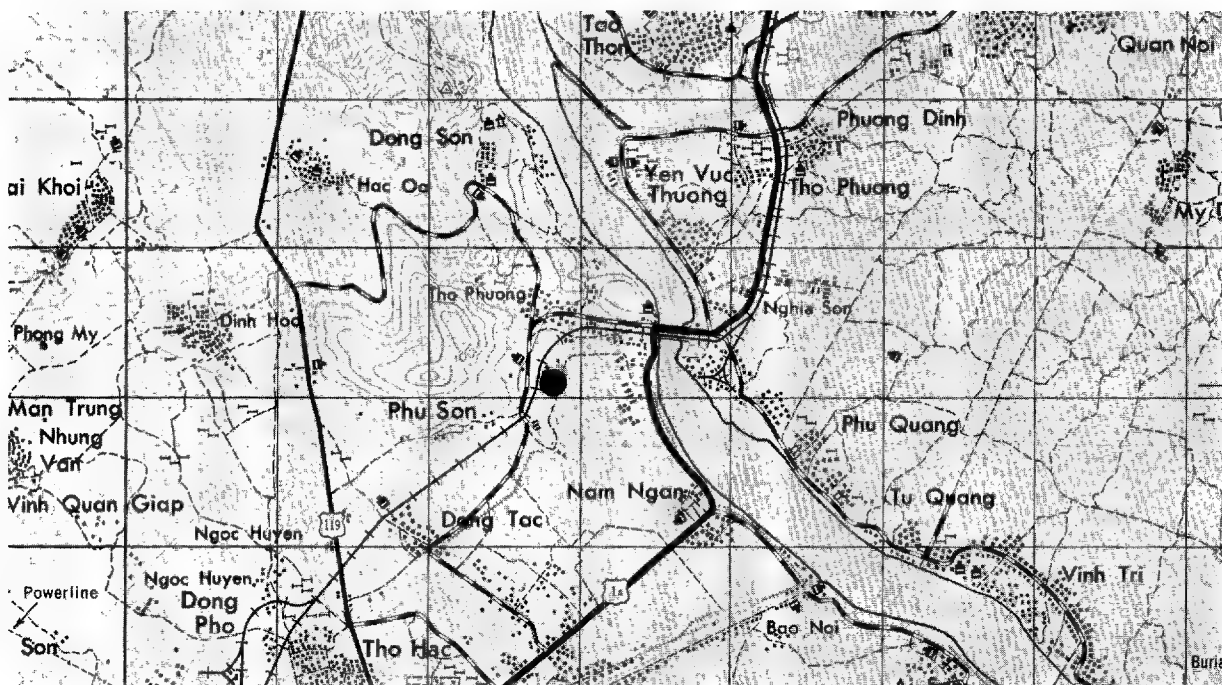 Tao
Thon
Quan Noi
Phuong Dinh
Dong Son
Yen Vuc
Thuong
ai Khoi
Hac Oa
Tho Phuong
My
Tho Phuong
Nghia Son
Dinh Hoa
Phong My
Man Trung
Phu Son
Phu Quang
Nhung
Van
Nam Ngan
Tu Quang
Vinh Quan Giap
Dong Tac
119
Ngoc Huyen
Ngoc Huyen
Vinh Tri
Powerline
Dong
Pho
1A
Bao Noi
Son
Tho Hac
Buria